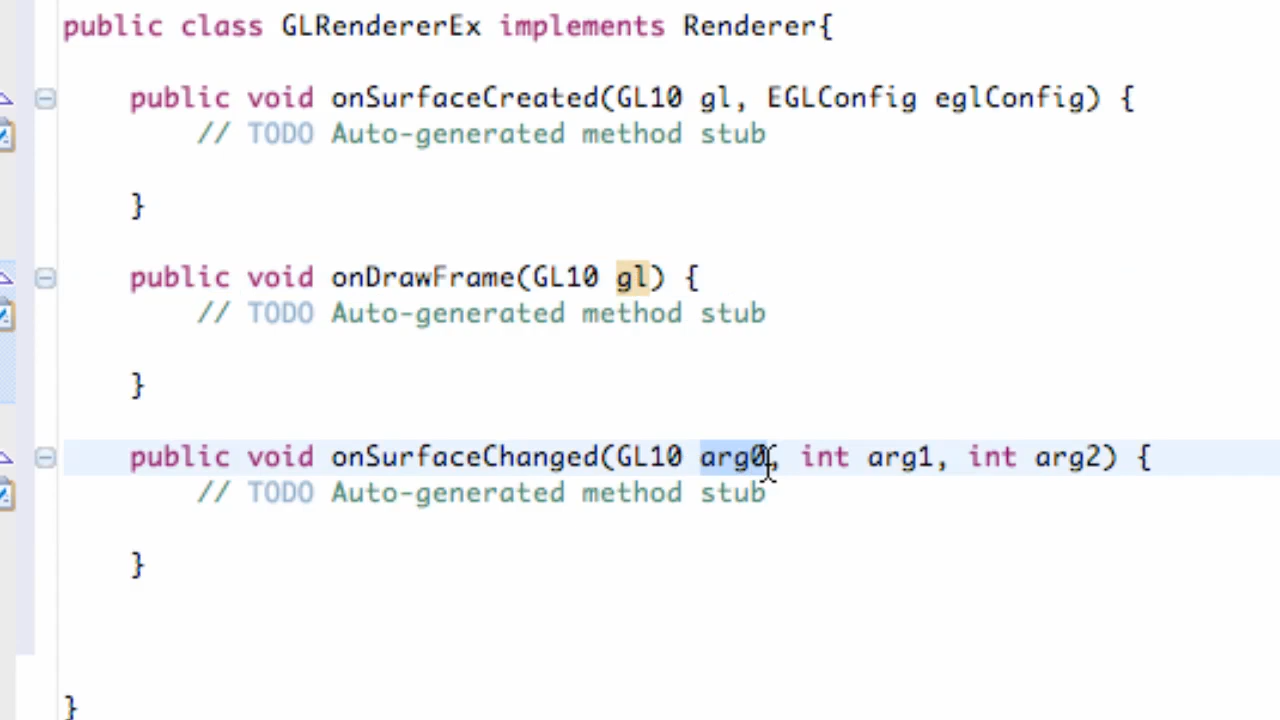 public class GLRendererEx implements Renderer{
public void onSurfaceCreated(GL10 gl, EGLConfig eglConfig) {
// TODO Auto-generated method stub
}
public void onDrawFrame(GL10 gl) {
// TODO Auto-generated method stub
}
public void onSurfaceChanged(GL10 arg0, int arg1, int arg2) {
// TODO Auto-generated method stub
}
}